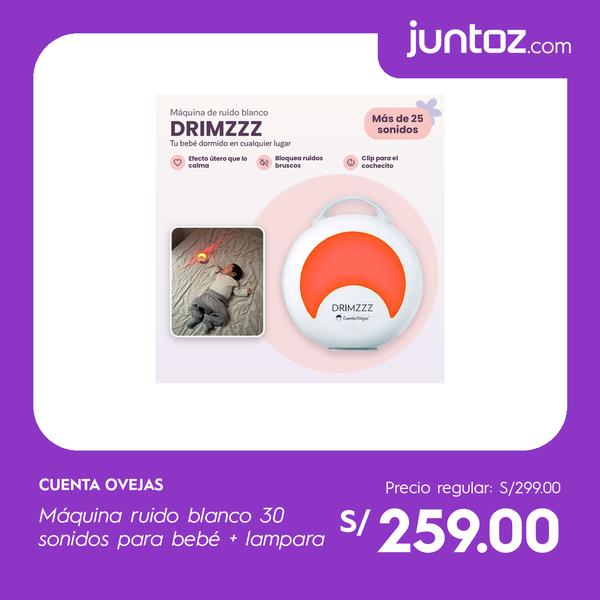 juntoz.com
Máquina de ruido blanco
DRIMZZZ
Tu bebé dormido en cualquier lugar
Más de 25
sonidos
Efecto útero que lo
calma
Bloquea ruidos
bruscos
Clip para el
cochecito
DRIMZZZ
Cuenta Ovejas
CUENTA OVEJAS
Máquina ruido blanco 30
sonidos para bebé + lampara
Precio regular: S/299.00
S/ 259.00